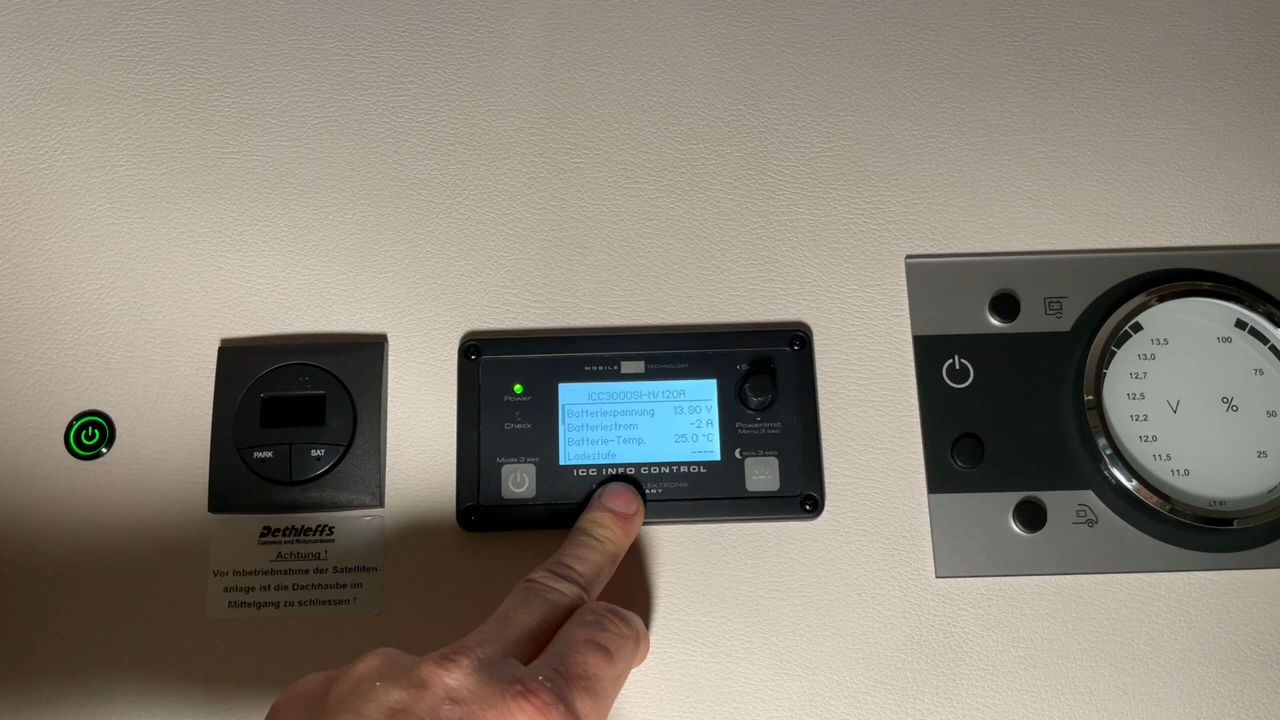 PARK
SAT
Dethleffs
Caravans und Motorcaravans
Achtung !
Vor Inbetriebnahme der Satelliten-
anlage ist die Dachhaube im
Mittelgang zu schliessen !
MOBILE TECHNOLOGY
Power
Check
Mode 3 sec
ICC3000SI-N/120A
Batteriespannung 13.80 V
Batteriestrom -2 A
Batterie-Temp. 25.0 °C
Ladestufe ----
ICC INFO CONTROL
Powerlimit
Menu 3 sec
eco 3 sec
13,5
13,0
12,7
12,5
12,2
12,0
11,5
11,0
V
%
100
75
50
25